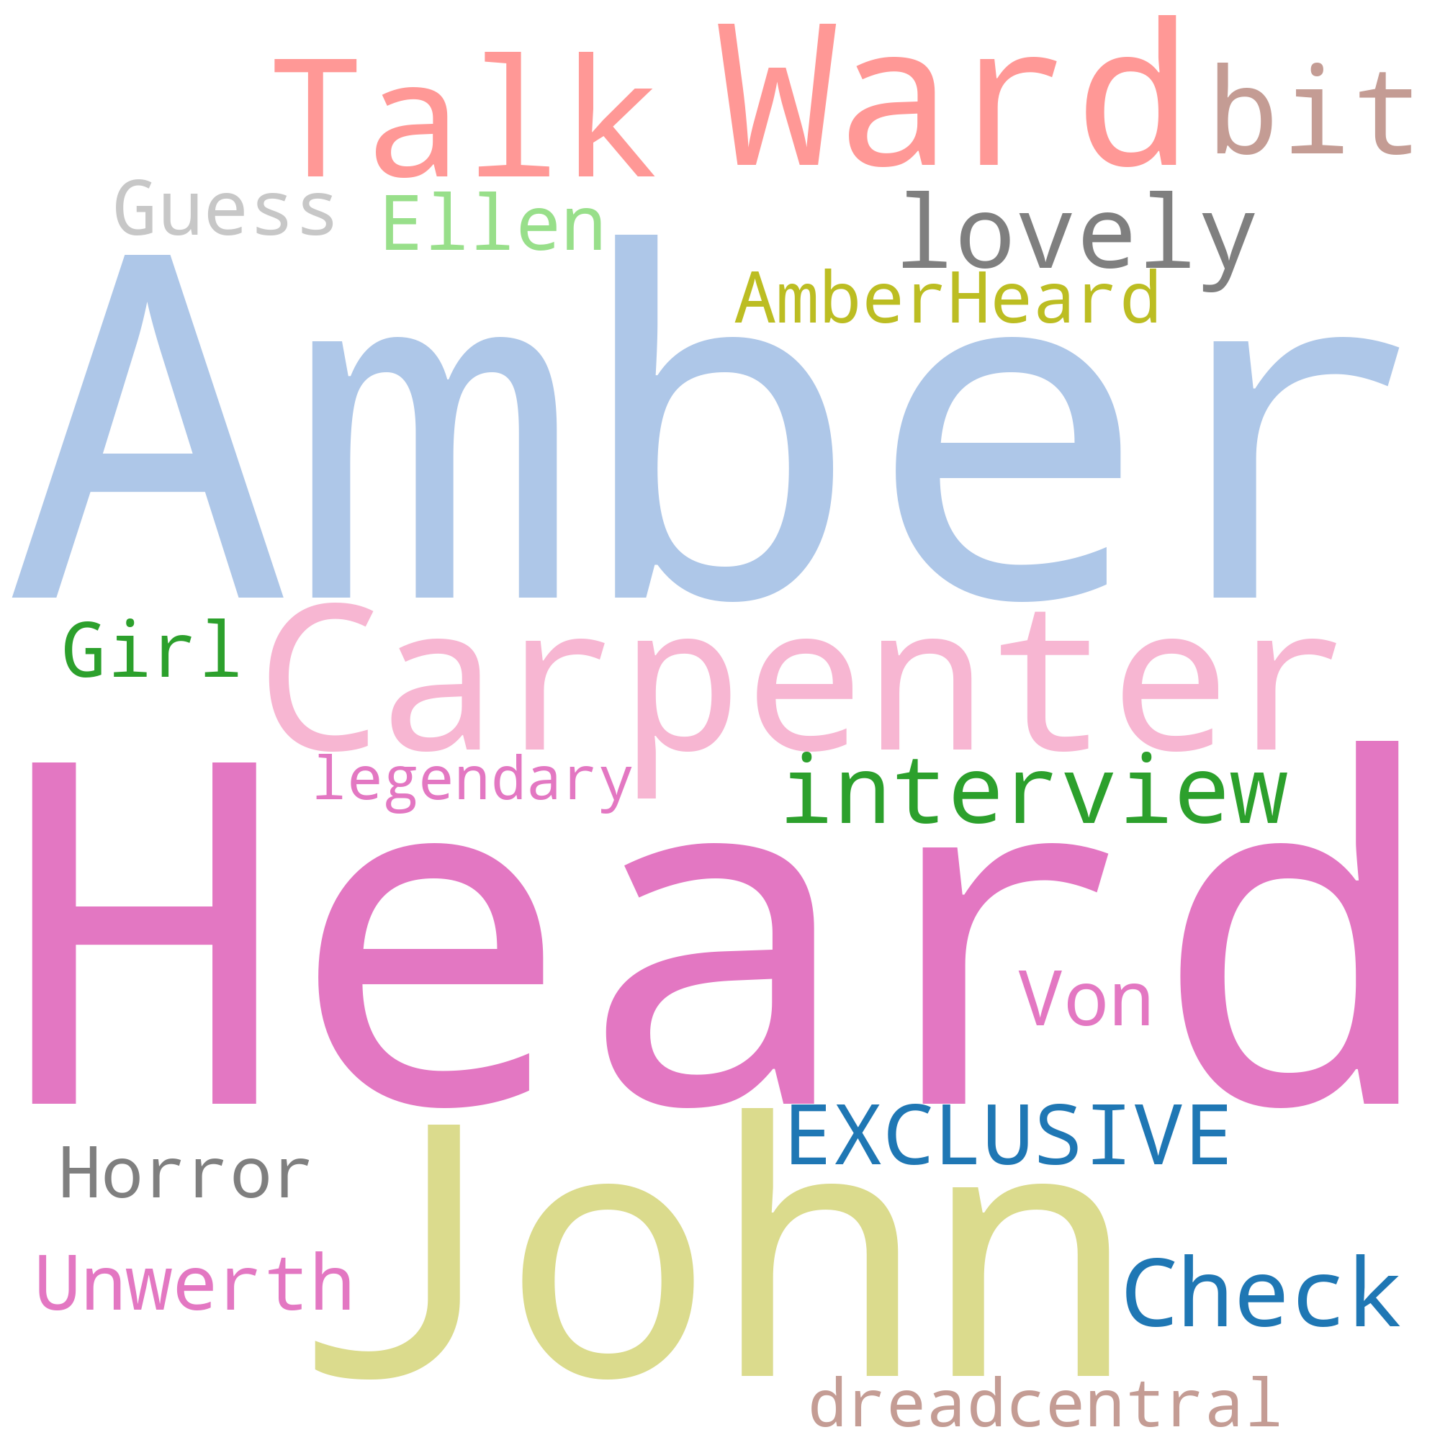 Talk Ward bit
Guess Ellen lovely
AmberHeard
Amber
Girl Carpenter
legendary interview
Heard
Von
EXCLUSIVE
Horror John
Unwerth Check
dreadcentral